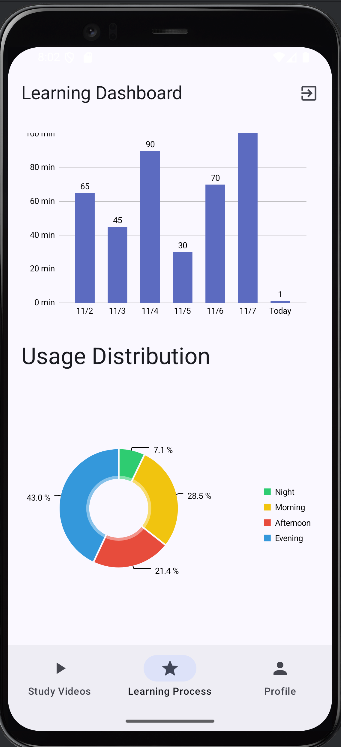 Learning Dashboard
90
80 min
70
65
60 min
45
40 min
30
20 min
1
0 min
11/2 11/3 11/4 11/5 11/6 11/7 Today
Usage Distribution
7.1 %
43.0 %
28.5 %
21.4 %
Night
Morning
Afternoon
Evening
Study Videos Learning Process Profile